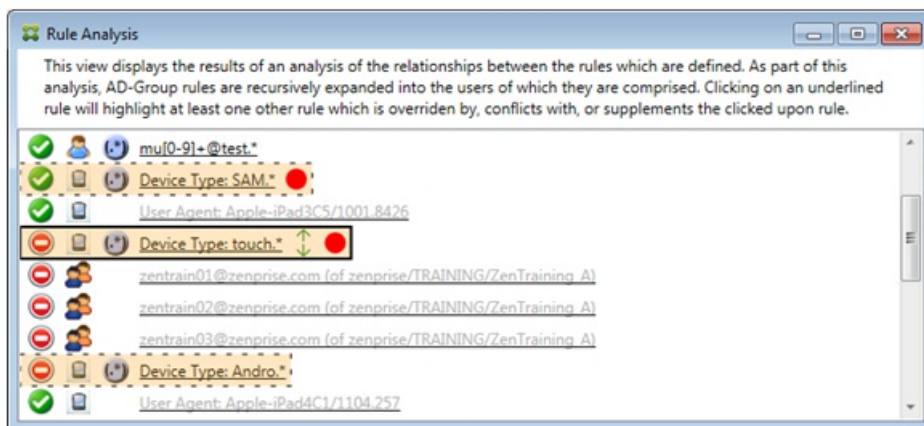 Rule Analysis
This view displays the results of an analysis of the relationships between the rules which are defined. As part of this
analysis, AD-Group rules are recursively expanded into the users of which they are comprised. Clicking on an underlined
rule will highlight at least one other rule which is overriden by, conflicts with, or supplements the clicked upon rule.
(.*) mu[0-9]+@test.*
(.*) Device Type: SAM.*
User Agent: Apple-iPad3C5/1001.8426
(.*) Device Type: touch.*
zentrain01@zenprise.com (of zenprise/TRAINING/ZenTraining_A)
zentrain02@zenprise.com (of zenprise/TRAINING/ZenTraining_A)
zentrain03@zenprise.com (of zenprise/TRAINING/ZenTraining_A)
(.*) Device Type: Andro.*
User Agent: Apple-iPad4C1/1104.257